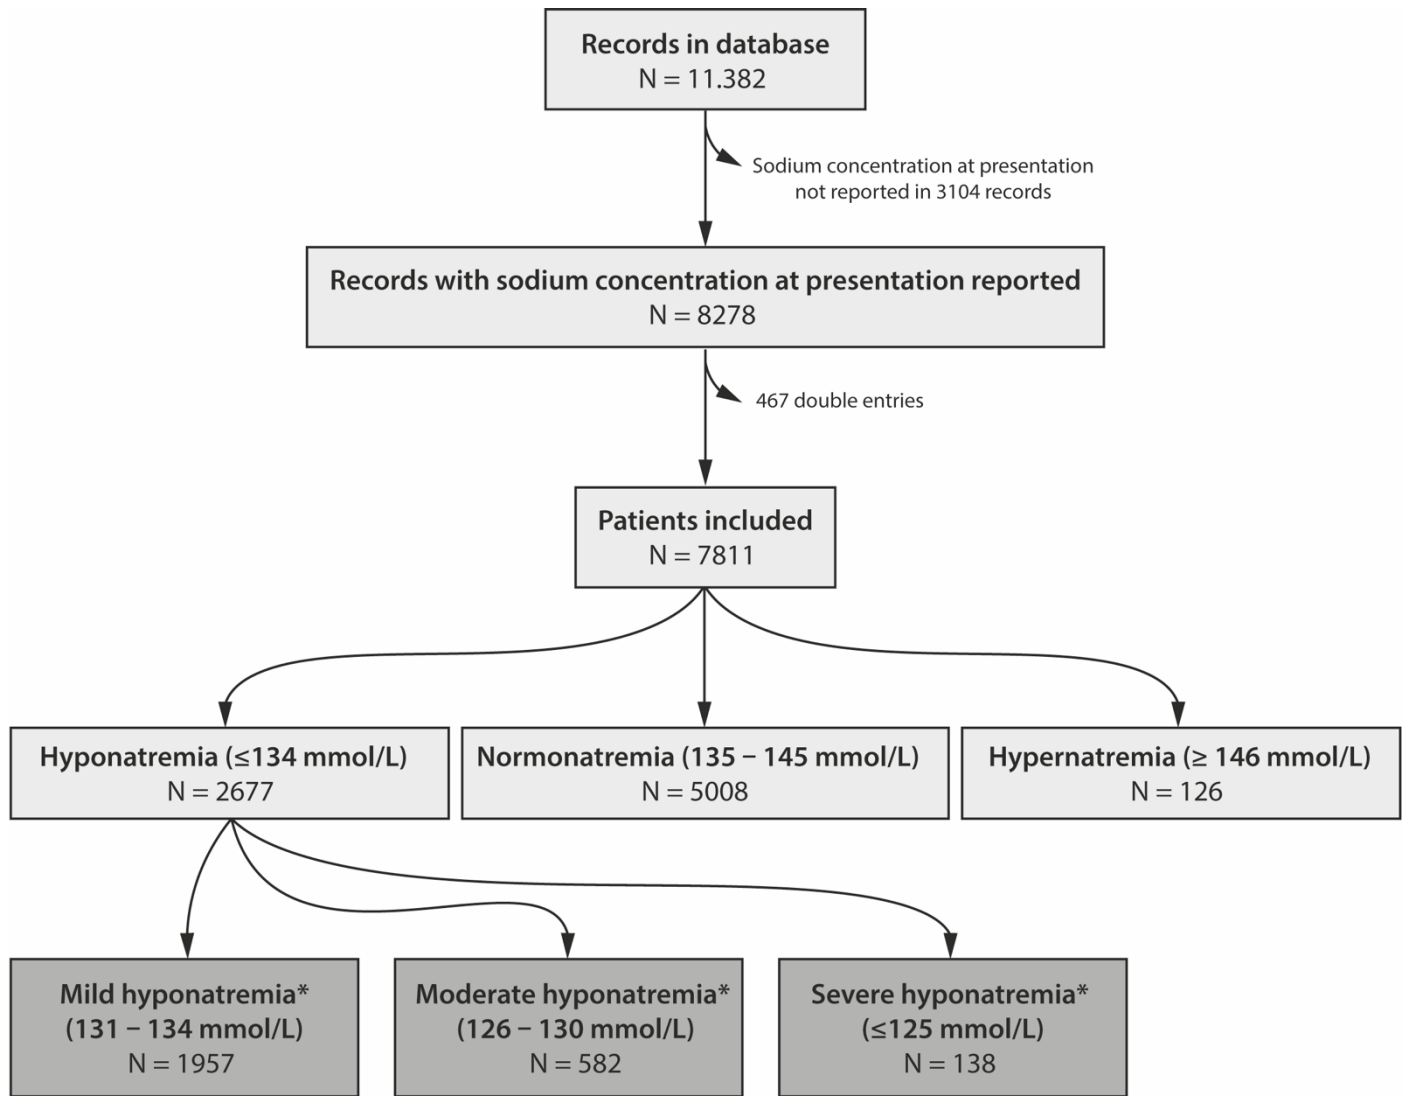 Records in database
N = 11.382
Sodium concentration at presentation
not reported in 3104 records
Records with sodium concentration at presentation reported
N = 8278
467 double entries
Patients included
N = 7811
Hyponatremia (≤134 mmol/L)
N = 2677
Normonatremia (135 – 145 mmol/L)
N = 5008
Hypernatremia (≥ 146 mmol/L)
N = 126
Mild hyponatremia*
(131 – 134 mmol/L)
N = 1957
Moderate hyponatremia*
(126 – 130 mmol/L)
N = 582
Severe hyponatremia*
(≤125 mmol/L)
N = 138